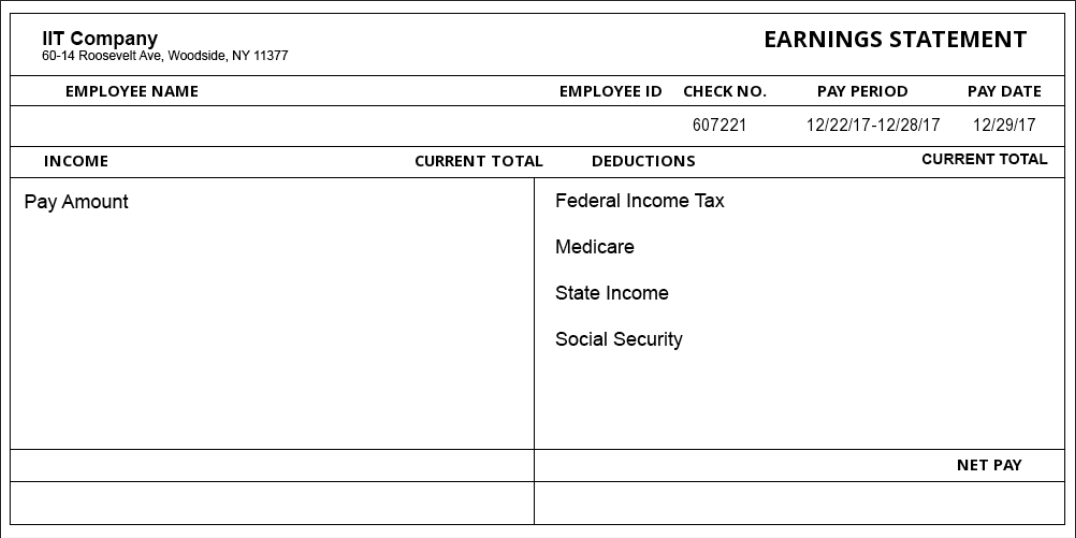 IIT Company
60-14 Roosevelt Ave, Woodside, NY 11377
EARNINGS STATEMENT
EMPLOYEE NAME EMPLOYEE ID CHECK NO. PAY PERIOD PAY DATE
607221 12/22/17-12/28/17 12/29/17
INCOME CURRENT TOTAL DEDUCTIONS CURRENT TOTAL
Pay Amount Federal Income Tax
Medicare
State Income
Social Security
NET PAY